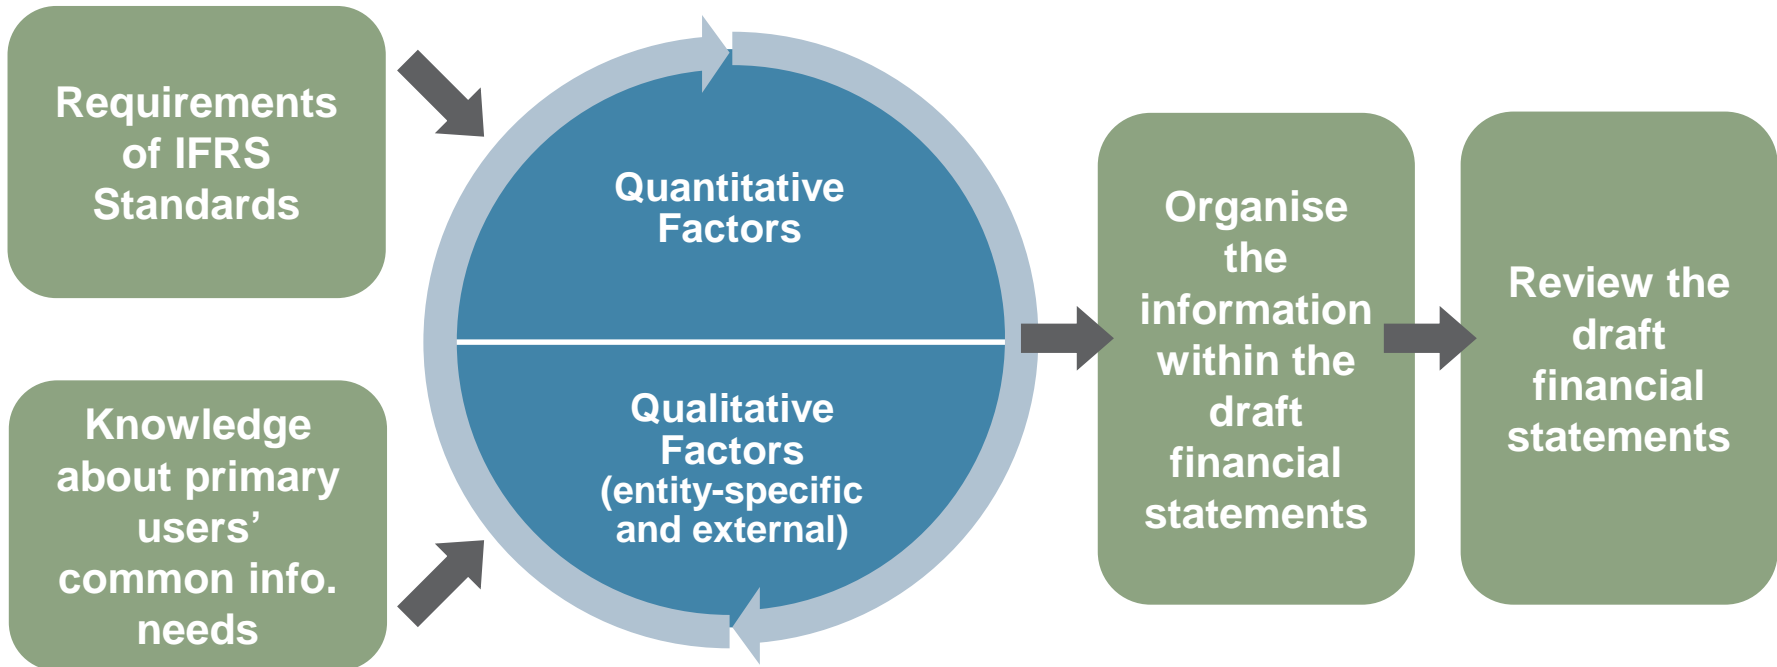 Requirements
of IFRS
Standards
Knowledge
about primary
users’
common info.
needs
Quantitative
Factors
Qualitative
Factors
(entity-specific
and external)
Organise
the
information
within the
draft
financial
statements
Review the
draft
financial
statements